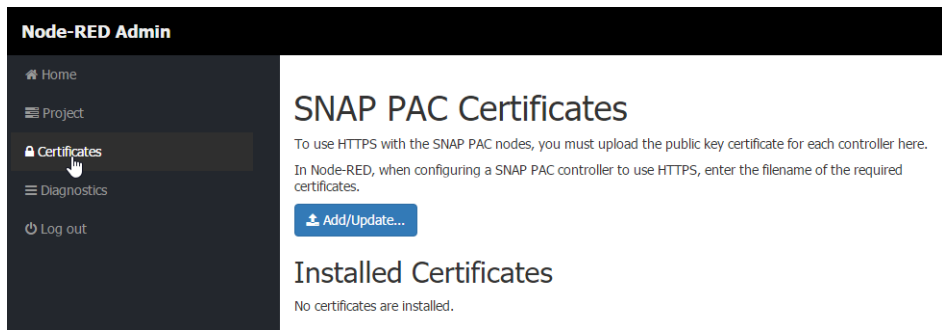 Node-RED Admin
Home
Project
Certificates
Diagnostics
Log out
SNAP PAC Certificates
To use HTTPS with the SNAP PAC nodes, you must upload the public key certificate for each controller here.
In Node-RED, when configuring a SNAP PAC controller to use HTTPS, enter the filename of the required
certificates.
Add/Update...
Installed Certificates
No certificates are installed.